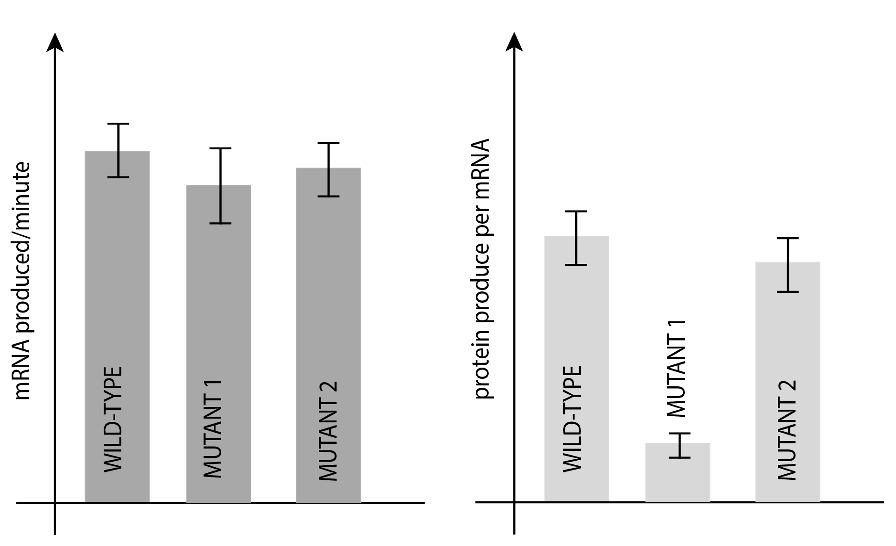 mRNA produced/minute
WILD-TYPE
MUTANT 1
MUTANT 2
protein produce per mRNA
WILD-TYPE
MUTANT 1
MUTANT 2